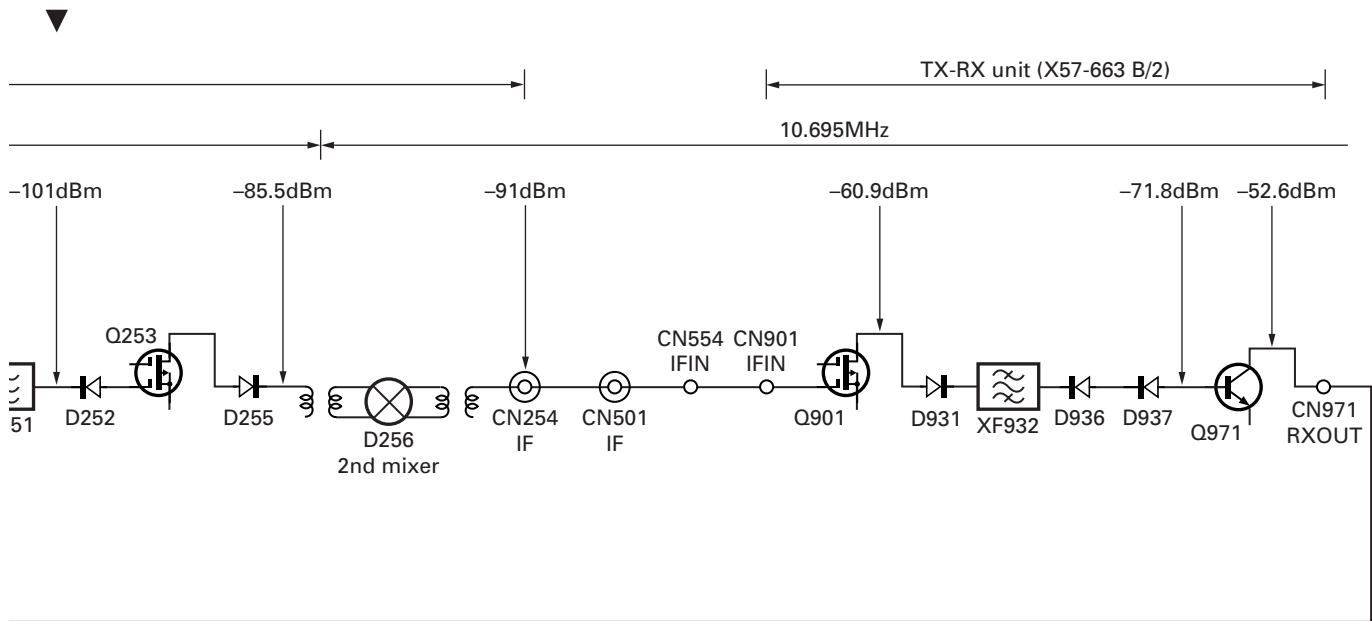 TX-RX unit (X57-663 B/2)
10.695MHz
–101dBm –85.5dBm –91dBm –60.9dBm –71.8dBm –52.6dBm
Q253
CN554 CN901
IFIN IFIN
51 D252 D255 CN254 CN501 Q901 D931 XF932 D936 D937 Q971 CN971
IF IF RXOUT
D256
2nd mixer